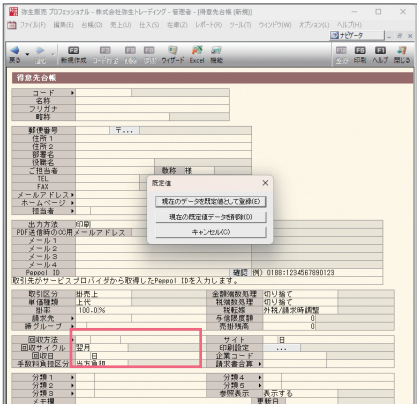 弥生販売 プロフェッショナル - 株式会社弥生トレーディング - 管理者 - [得意先台帳 (新規)]
ファイル(F) 編集(E) 台帳(D) 売上(U) 仕入(S) 在庫(Z) レポート(R) ツール(T) ウィンドウ(W) オプション(L) ヘルプ(H)
ナビゲータ
戻る 新規作成 ウィザード Excel 機能 印刷 ヘルプ 閉じる
得意先台帳
コード
名称
フリガナ
略称
郵便番号 〒...
住所1
住所2
部署名
役職名
ご担当者 敬称 様
TEL
FAX
メールアドレス
ホームページ
担当者
既定値
現在のデータを既定値として登録(E)
現在の既定値データを削除(D)
キャンセル(C)
出力方法 印刷
PDF送信時のCC用メールアドレス
メール1
メール2
メール3
メール4
Peppol ID 確認 例) 0188:1234567890123
取引先がサービスプロバイダから取得したPeppol IDを入力します。
取引区分 掛売上 金額端数処理 切り捨て
単価種類 上代 税端数処理 切り捨て
掛率 100.0% 税転嫁 外税/請求時調整
請求先 与信限度額 0
締グループ 売掛残高 0
回収方法 サイト 日
回収サイクル 翌月 印刷設定 ...
回収日 日 企業コード
手数料負担区分 当方負担 請求書合算
分類1 分類4
分類2 分類5
分類3 参照表示 表示する
メモ欄 更新日